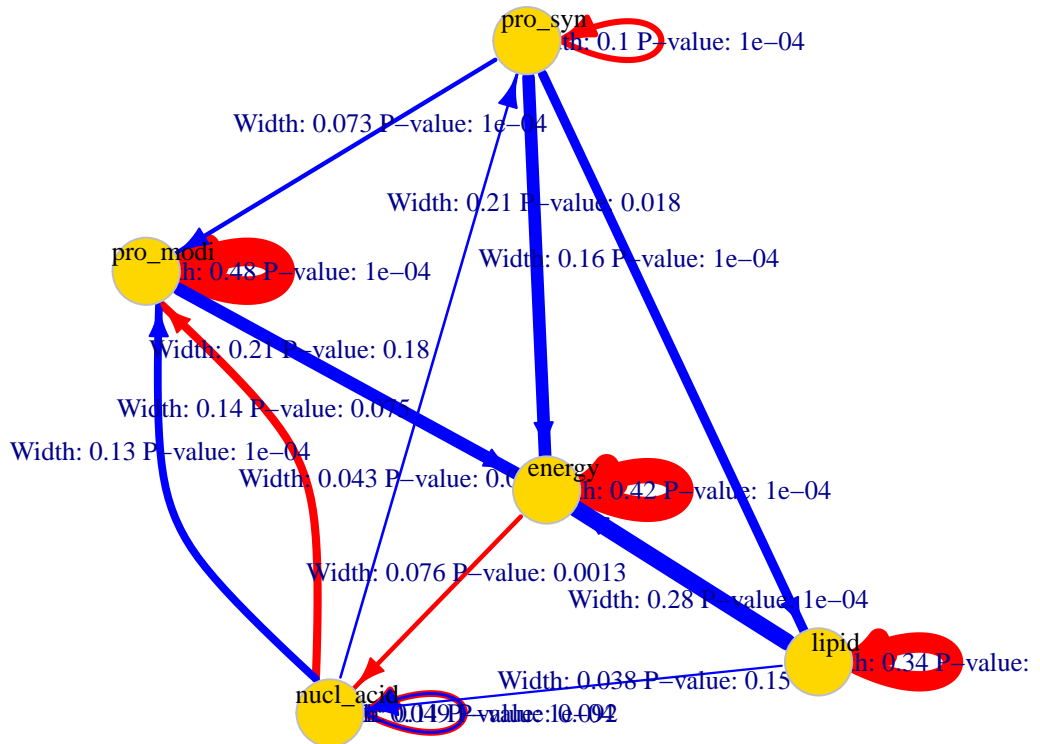 pro_syn
0.1 P−value: 1e−04
Width: 0.073 P−value: 1e−04
Width: 0.21 P−value: 0.018
pro_modi
Width: 0.16 P−value: 1e−04
0.48 P−value: 1e−04
Width: 0.21 P−value: 0.18
Width: 0.14 P−value: 0.075
Width: 0.13 P−value: 1e−04
energy
Width: 0.043 P−value:
0.42 P−value: 1e−04
Width: 0.076 P−value: 0.0013
Width: 0.28 P−value: 1e−04
lipid
0.34 P−value:
Width: 0.038 P−value: 0.15
nucl_acid